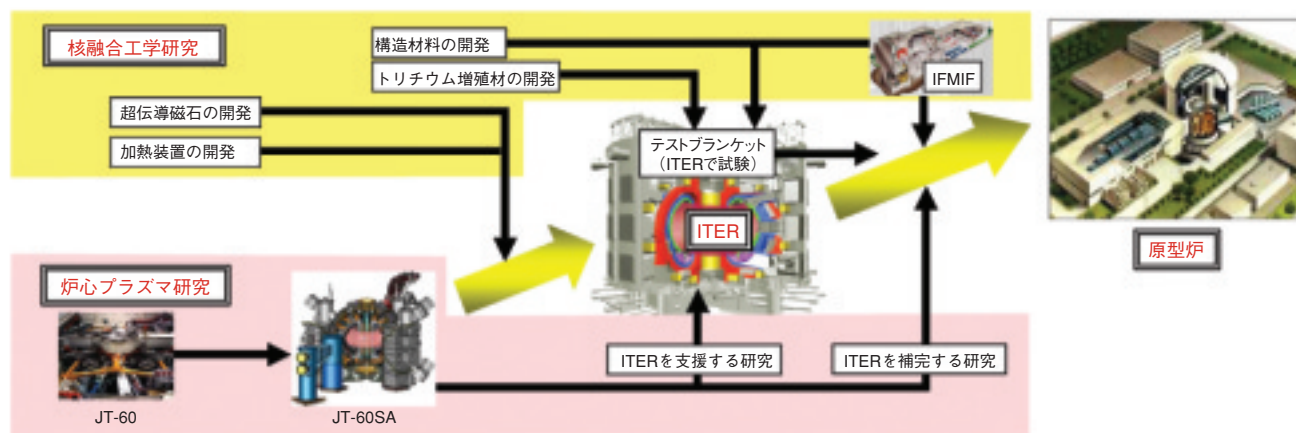 核融合工学研究
構造材料の開発
トリチウム増殖材の開発
IFMIF
超伝導磁石の開発
加熱装置の開発
テストブランケット
（ITERで試験）
ITER
原型炉
炉心プラズマ研究
ITERを支援する研究
ITERを補完する研究
JT-60
JT-60SA